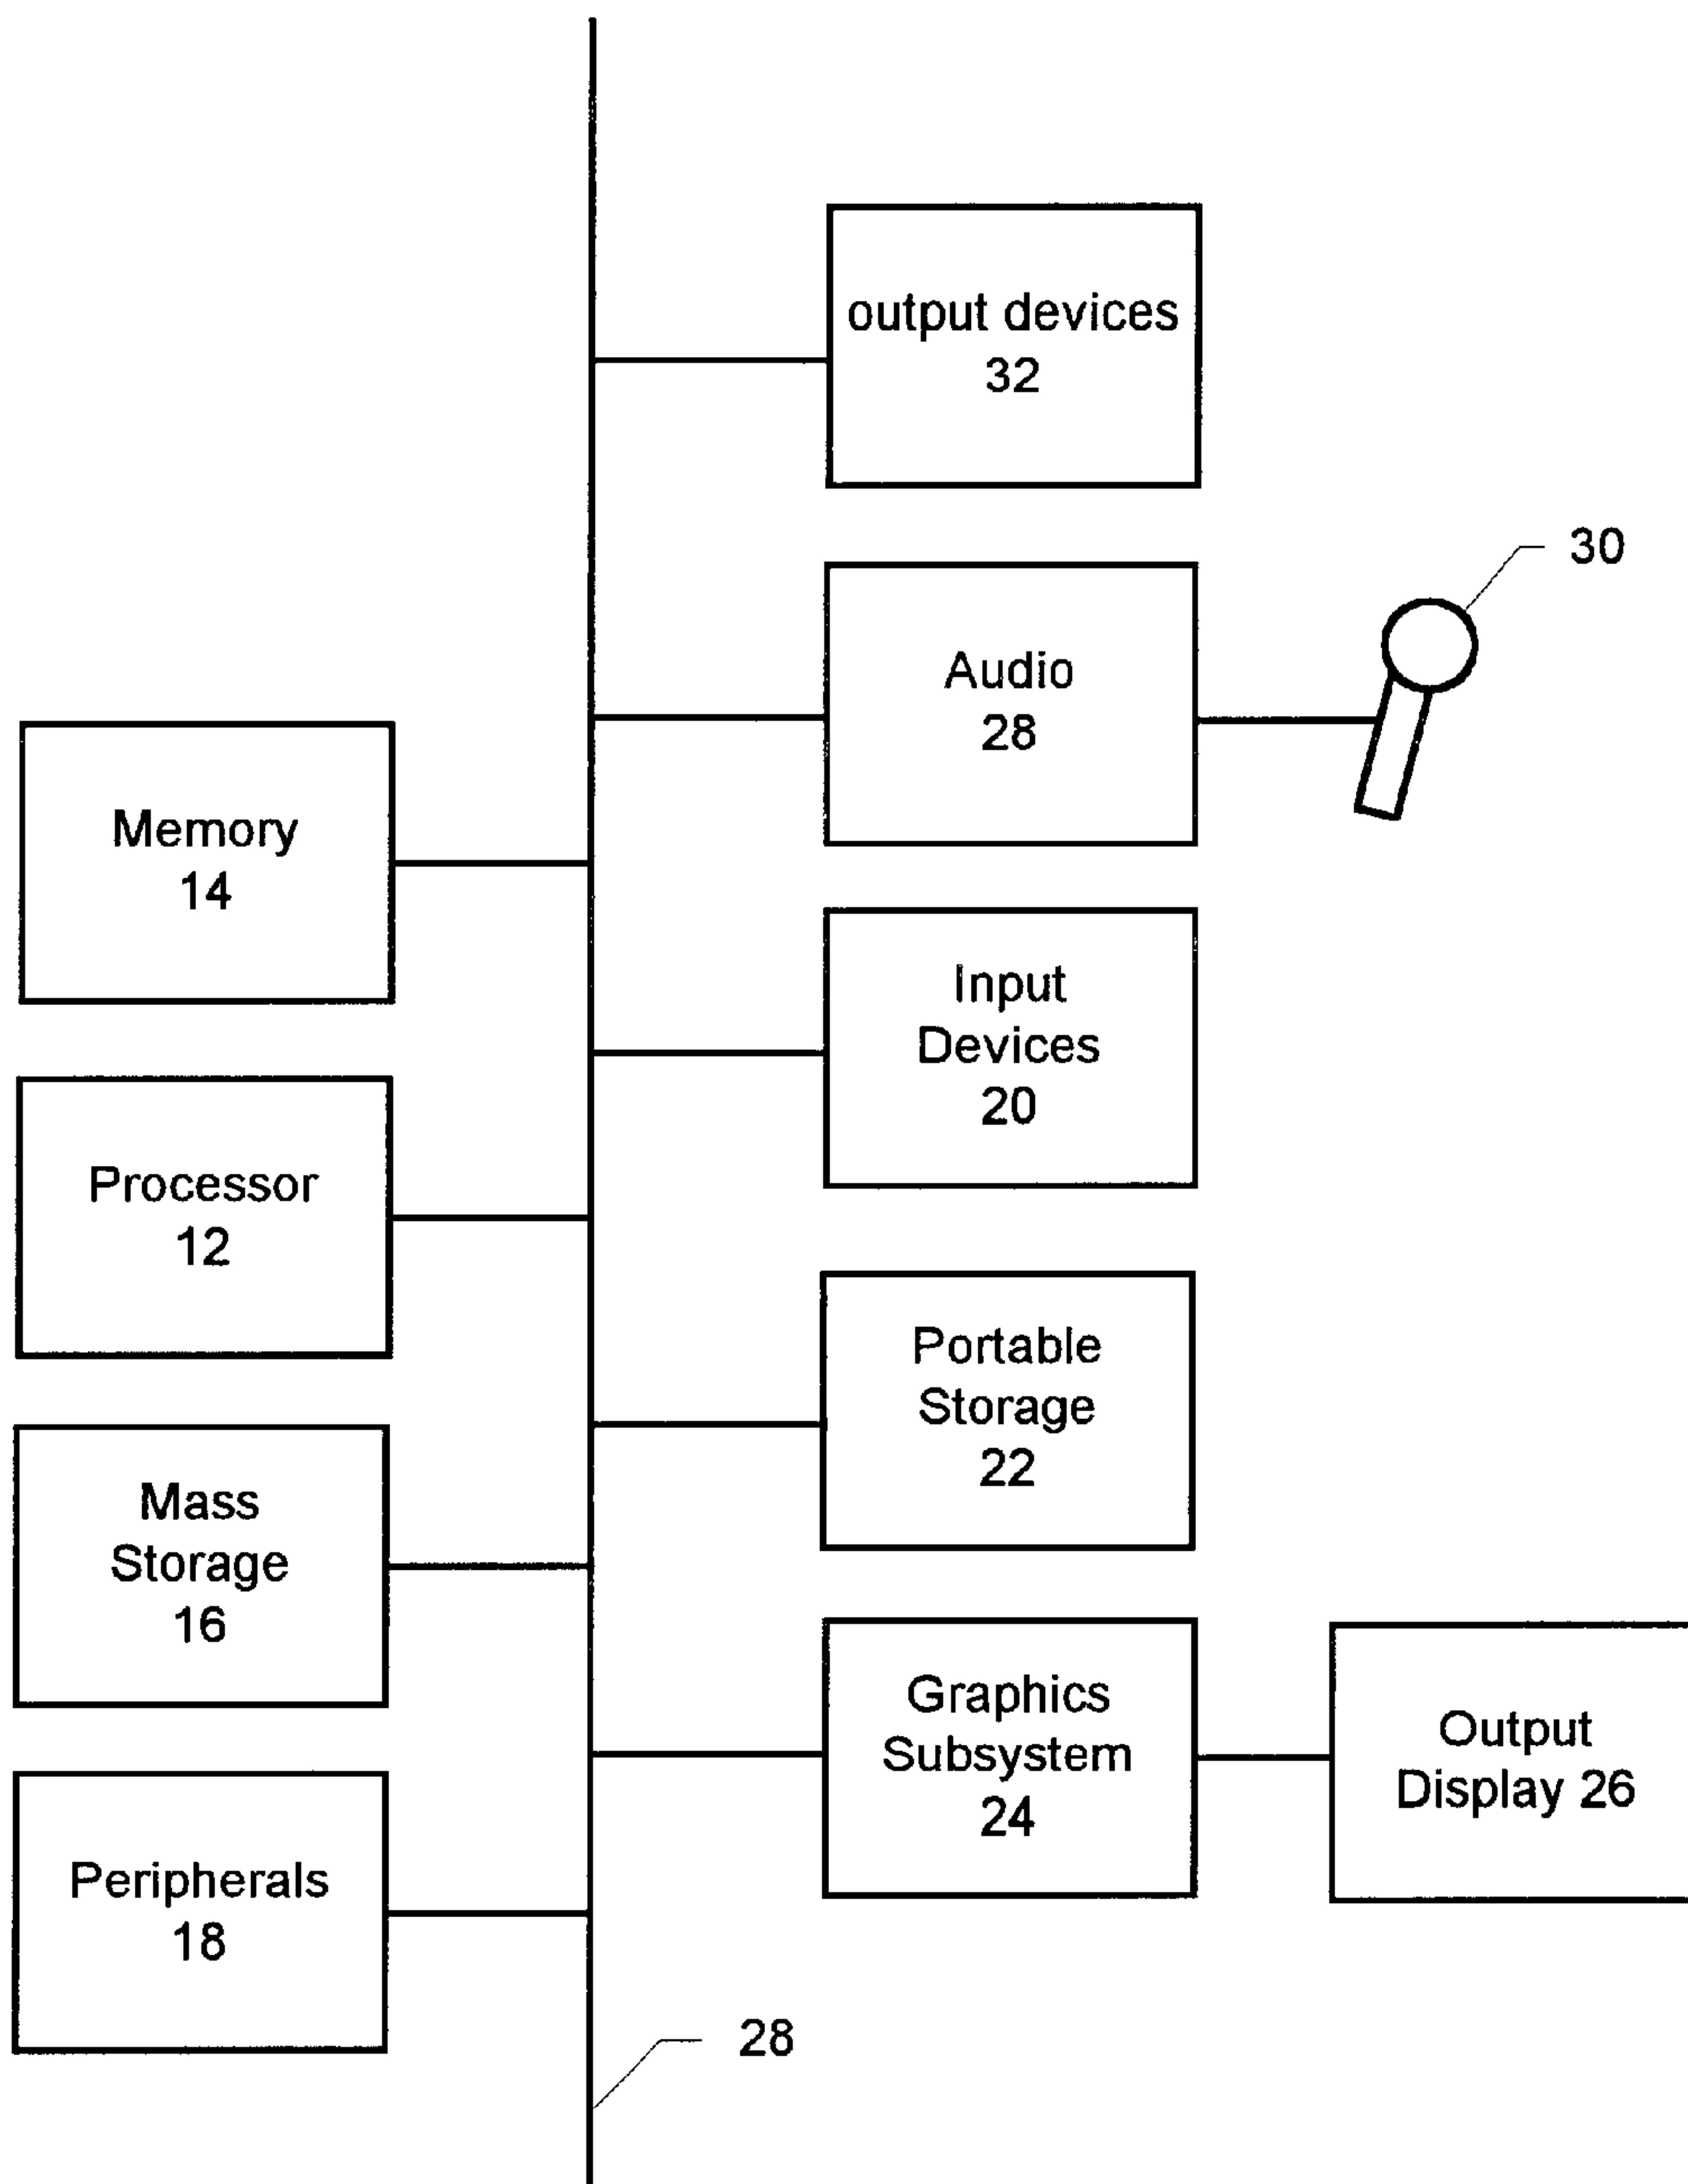 output devices
32
30
Audio
28
Memory
14
Input
Devices
20
Processor
12
Portable
Storage
22
Mass
Storage
16
Graphics
Subsystem
24
Output
Display 26
Peripherals
18
28